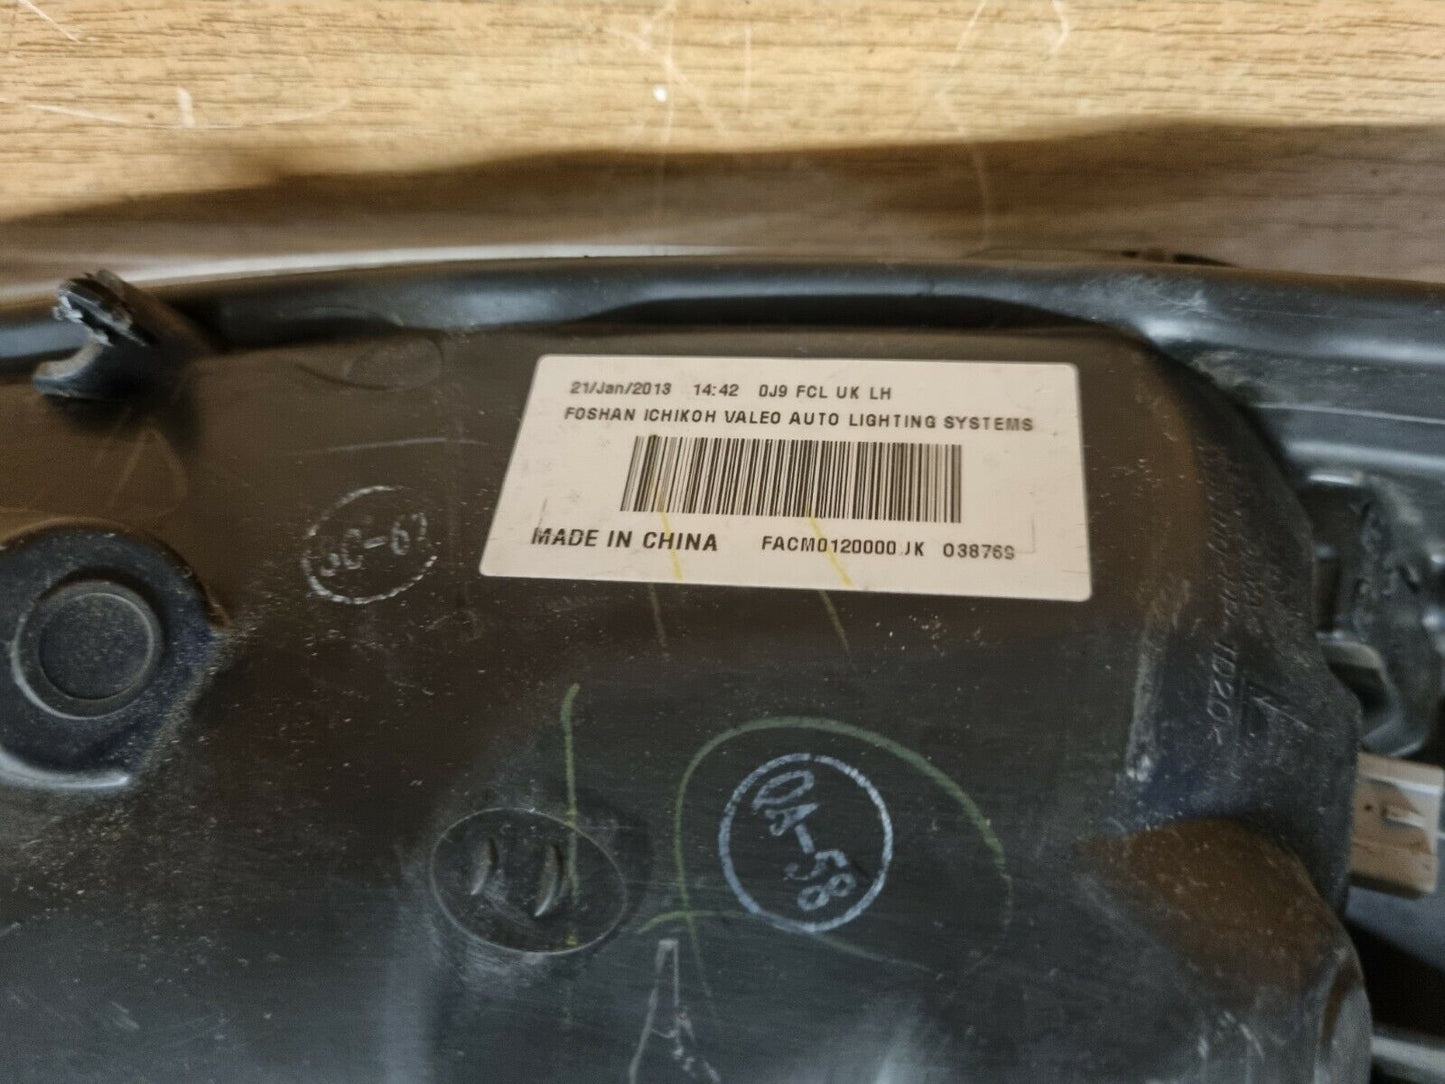 21/Jan/2013 14:42 0J9 FCL UK LH
FOSHAN ICHIKOH VALEO AUTO LIGHTING SYSTEMS
MADE IN CHINA FACM0120000JK 038769
QA-58